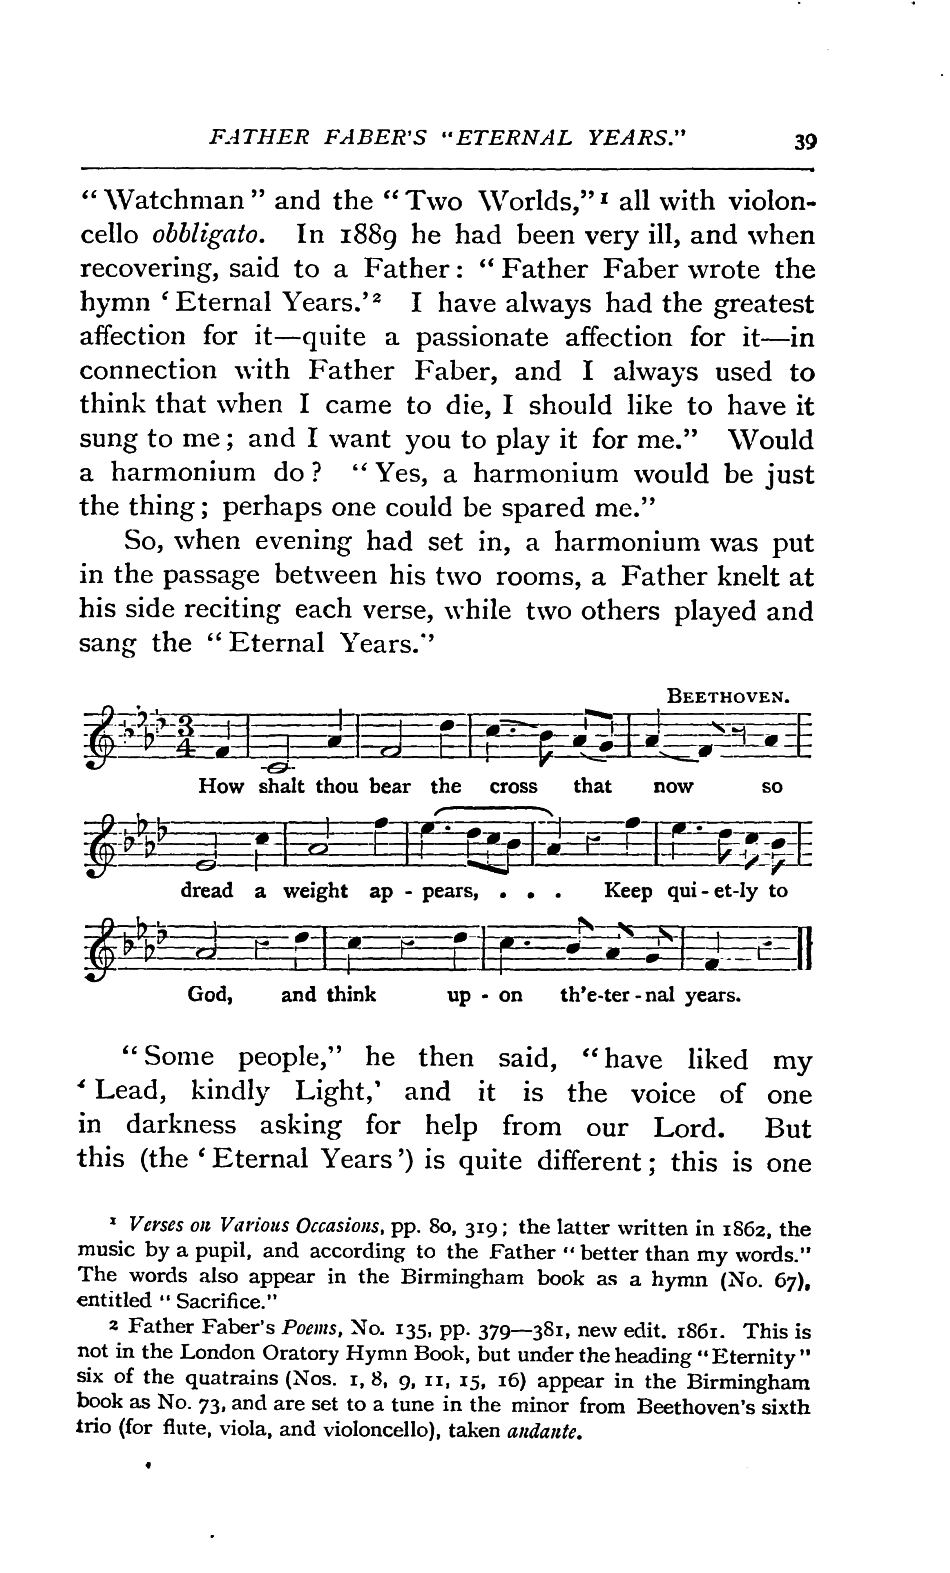 FATHER FABER'S "ETERNAL YEARS." 39
"Watchman" and the "Two Worlds," ¹ all with violon-
cello obbligato. In 1889 he had been very ill, and when
recovering, said to a Father: "Father Faber wrote the
hymn 'Eternal Years.' ² I have always had the greatest
affection for it—quite a passionate affection for it—in
connection with Father Faber, and I always used to
think that when I came to die, I should like to have it
sung to me; and I want you to play it for me." Would
a harmonium do? "Yes, a harmonium would be just
the thing; perhaps one could be spared me."
So, when evening had set in, a harmonium was put
in the passage between his two rooms, a Father knelt at
his side reciting each verse, while two others played and
sang the "Eternal Years."
BEETHOVEN.
3
4
How shalt thou bear the cross that now so
dread a weight ap - pears, . . . Keep qui - et-ly to
God, and think up - on th'e-ter - nal years.
"Some people," he then said, "have liked my
'Lead, kindly Light,' and it is the voice of one
in darkness asking for help from our Lord. But
this (the 'Eternal Years') is quite different; this is one
¹ Verses on Various Occasions, pp. 80, 319; the latter written in 1862, the
music by a pupil, and according to the Father "better than my words."
The words also appear in the Birmingham book as a hymn (No. 67),
entitled "Sacrifice."
² Father Faber's Poems, No. 135, pp. 379—381, new edit. 1861. This is
not in the London Oratory Hymn Book, but under the heading "Eternity"
six of the quatrains (Nos. 1, 8, 9, 11, 15, 16) appear in the Birmingham
book as No. 73, and are set to a tune in the minor from Beethoven's sixth
trio (for flute, viola, and violoncello), taken andante.